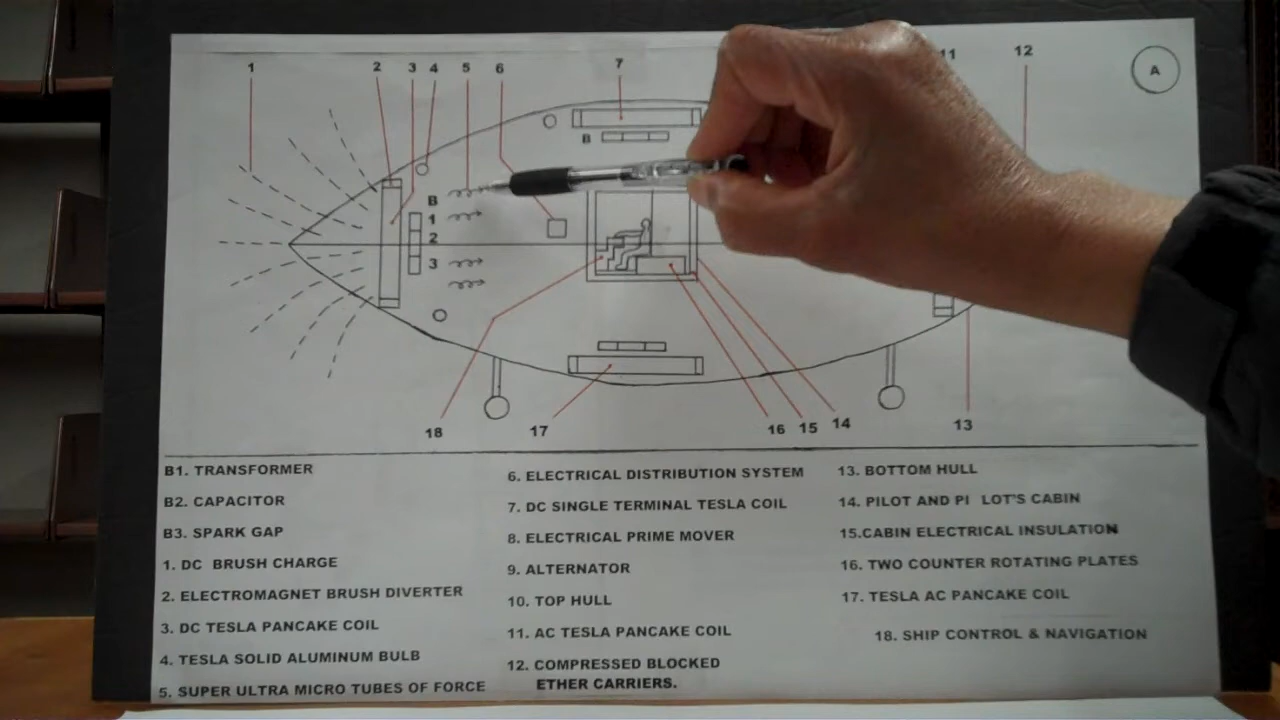 1 2 3 4 5 6 7 11 12
A
B
B
1
2
3
18 17 16 15 14 13
B1. TRANSFORMER
B2. CAPACITOR
B3. SPARK GAP
1. DC BRUSH CHARGE
2. ELECTROMAGNET BRUSH DIVERTER
3. DC TESLA PANCAKE COIL
4. TESLA SOLID ALUMINUM BULB
5. SUPER ULTRA MICRO TUBES OF FORCE
6. ELECTRICAL DISTRIBUTION SYSTEM
7. DC SINGLE TERMINAL TESLA COIL
8. ELECTRICAL PRIME MOVER
9. ALTERNATOR
10. TOP HULL
11. AC TESLA PANCAKE COIL
12. COMPRESSED BLOCKED
ETHER CARRIERS.
13. BOTTOM HULL
14. PILOT AND PI LOT'S CABIN
15.CABIN ELECTRICAL INSULATION
16. TWO COUNTER ROTATING PLATES
17. TESLA AC PANCAKE COIL
18. SHIP CONTROL & NAVIGATION